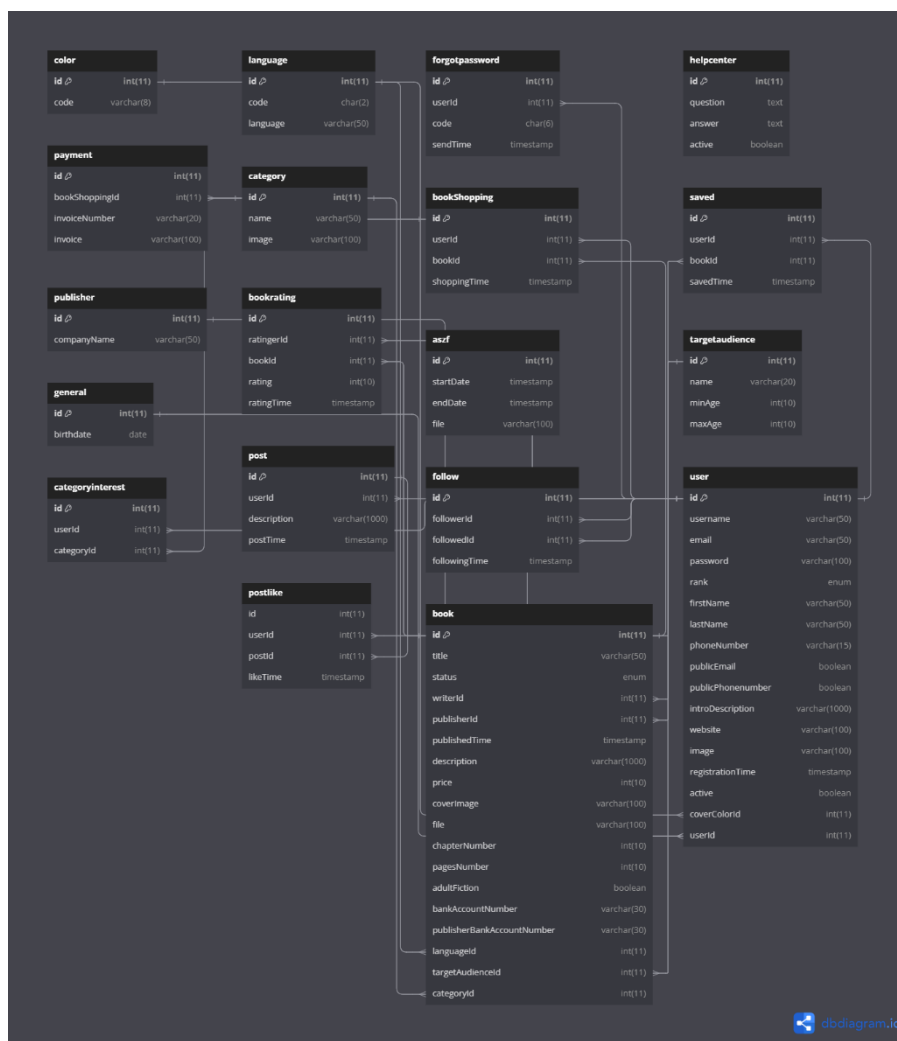 color
id int(11)
code varchar(8)
language
id int(11)
code char(2)
language varchar(50)
forgotpassword
id int(11)
userId int(11)
code char(6)
sendTime timestamp
helpcenter
id int(11)
question text
answer text
active boolean
payment
id int(11)
bookShoppingId int(11)
invoiceNumber varchar(20)
invoice varchar(100)
category
id int(11)
name varchar(50)
image varchar(100)
bookShopping
id int(11)
userId int(11)
bookId int(11)
shoppingTime timestamp
saved
id int(11)
userId int(11)
bookId int(11)
savedTime timestamp
publisher
id int(11)
companyName varchar(50)
bookrating
id int(11)
ratingerId int(11)
bookId int(11)
rating int(10)
ratingTime timestamp
aszf
id int(11)
startDate timestamp
endDate timestamp
file varchar(100)
targetaudience
id int(11)
name varchar(20)
minAge int(10)
maxAge int(10)
general
id int(11)
birthdate date
post
id int(11)
userId int(11)
description varchar(1000)
postTime timestamp
follow
id int(11)
followerId int(11)
followedId int(11)
followingTime timestamp
user
id int(11)
username varchar(50)
email varchar(50)
password varchar(100)
rank enum
firstName varchar(50)
lastName varchar(50)
phoneNumber varchar(15)
publicEmail boolean
publicPhonenumber boolean
introDescription varchar(1000)
website varchar(100)
image varchar(100)
registrationTime timestamp
active boolean
coverColorId int(11)
userId int(11)
categoryinterest
id int(11)
userId int(11)
categoryId int(11)
postlike
id int(11)
userId int(11)
postId int(11)
likeTime timestamp
book
id int(11)
title varchar(50)
status enum
writerId int(11)
publisherId int(11)
publishedTime timestamp
description varchar(1000)
price int(10)
coverImage varchar(100)
file varchar(100)
chapterNumber int(10)
pagesNumber int(10)
adultFiction boolean
bankAccountNumber varchar(30)
publisherBankAccountNumber varchar(30)
languageId int(11)
targetAudienceId int(11)
categoryId int(11)
dbdiagram.io